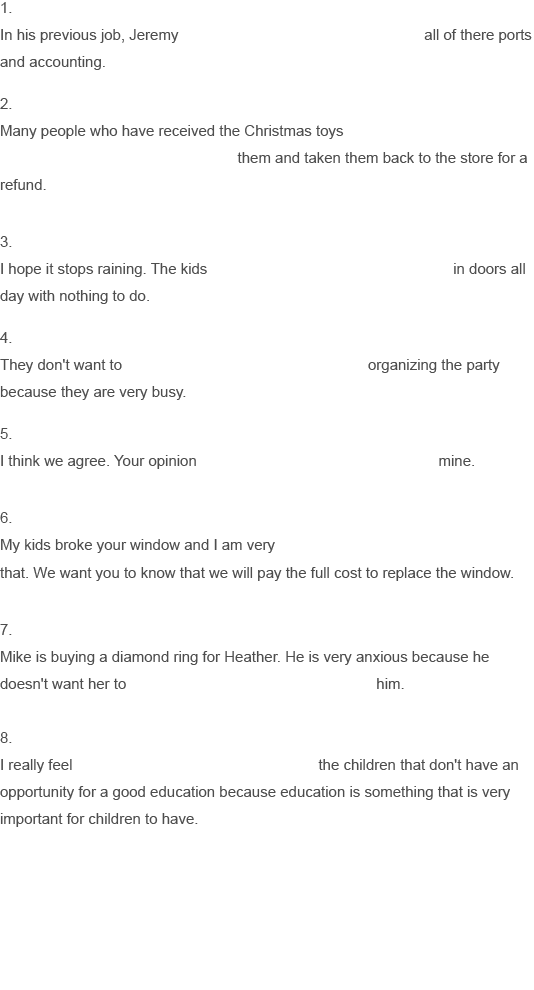 1.
In his previous job, Jeremy all of there ports
and accounting.
2.
Many people who have received the Christmas toys
them and taken them back to the store for a
refund.
3.
I hope it stops raining. The kids in doors all
day with nothing to do.
4.
They don't want to organizing the party
because they are very busy.
5.
I think we agree. Your opinion mine.
6.
My kids broke your window and I am very
that. We want you to know that we will pay the full cost to replace the window.
7.
Mike is buying a diamond ring for Heather. He is very anxious because he
doesn't want her to him.
8.
I really feel the children that don't have an
opportunity for a good education because education is something that is very
important for children to have.